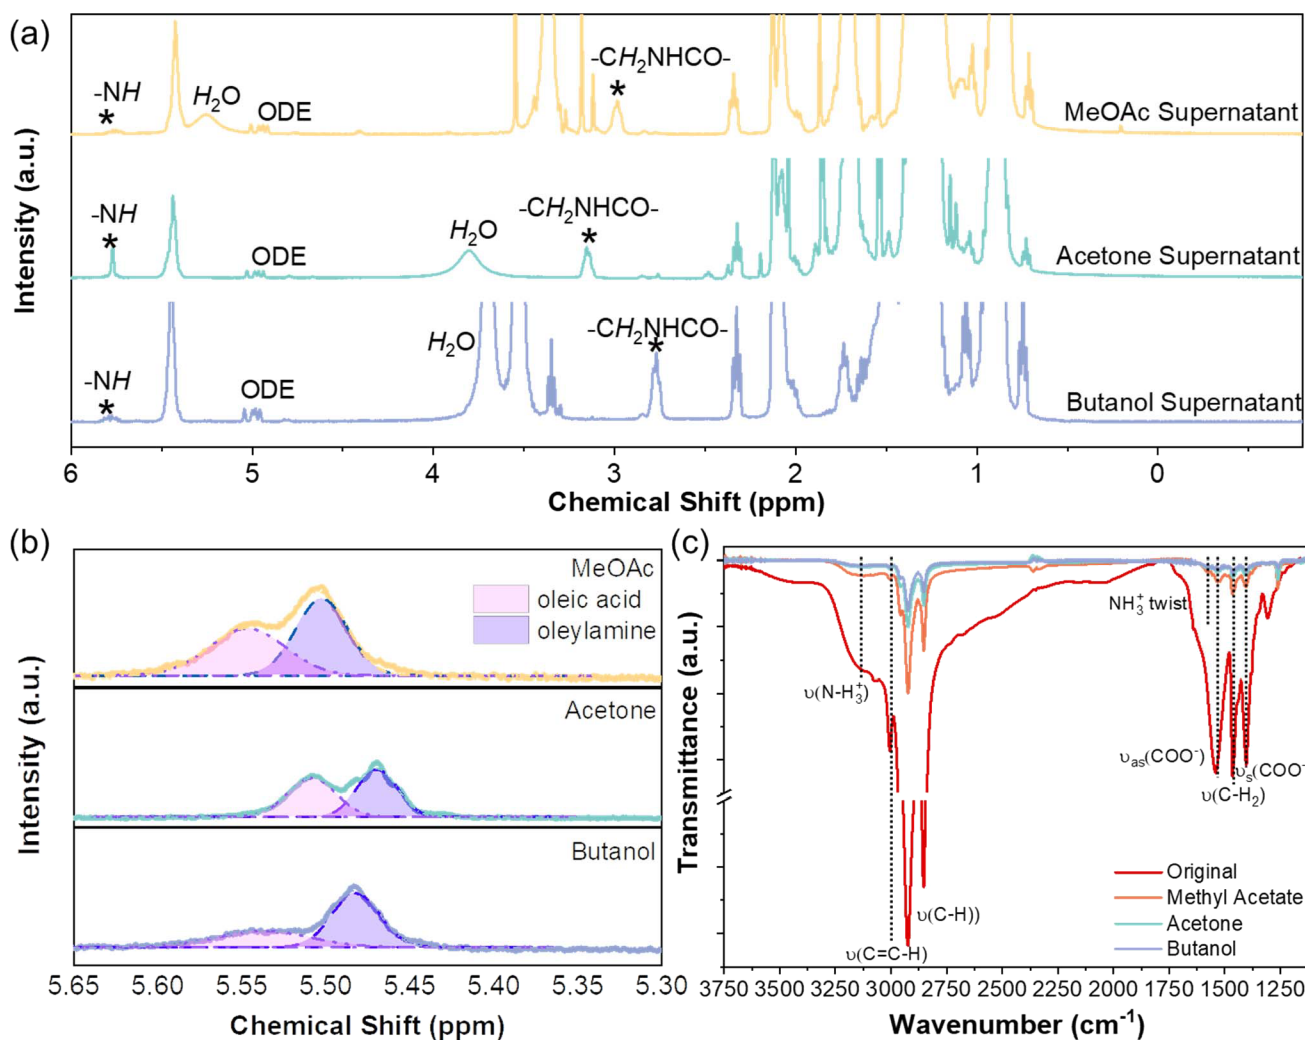 (a)
Intensity (a.u.)
-NH
*
H2O
ODE
-CH2NHCO-
*
MeOAc Supernatant
-NH
*
ODE
H2O
-CH2NHCO-
*
Acetone Supernatant
-NH
*
ODE
H2O
-CH2NHCO-
*
Butanol Supernatant
6 5 4 3 2 1 0
Chemical Shift (ppm)
(b)
Intensity (a.u.)
MeOAc
oleic acid
oleylamine
Acetone
Butanol
5.65 5.60 5.55 5.50 5.45 5.40 5.35 5.30
Chemical Shift (ppm)
(c)
Transmittance (a.u.)
υ(N-H3+)
υ(C=C-H)
υ(C-H))
NH3+ twist
υas(COO-)
υ(C-H2)
υs(COO-
Original
Methyl Acetate
Acetone
Butanol
3750 3250 3000 2750 2500 2250 2000 1750 1500 1250
Wavenumber (cm-1)